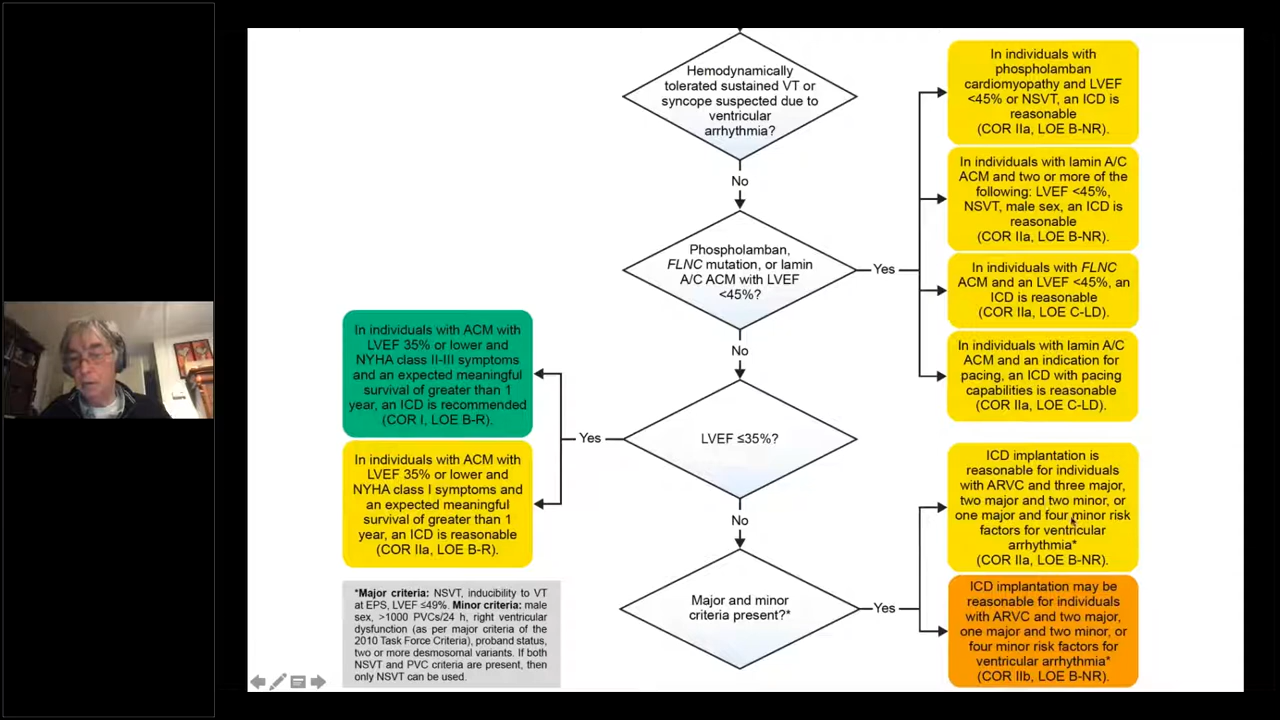 Hemodynamically
tolerated sustained VT or
syncope suspected due to
ventricular
arrhythmia?
No
Phospholamban,
FLNC mutation, or lamin
A/C ACM with LVEF
<45%?
Yes
In individuals with
phospholamban
cardiomyopathy and LVEF
<45% or NSVT, an ICD is
reasonable
(COR IIa, LOE B-NR).
In individuals with lamin A/C
ACM and two or more of the
following: LVEF <45%,
NSVT, male sex, an ICD is
reasonable
(COR IIa, LOE B-NR).
In individuals with FLNC
ACM and an LVEF <45%, an
ICD is reasonable
(COR IIa, LOE C-LD).
In individuals with lamin A/C
ACM and an indication for
pacing, an ICD with pacing
capabilities is reasonable
(COR IIa, LOE C-LD).
No
LVEF ≤35%?
Yes
In individuals with ACM with
LVEF 35% or lower and
NYHA class II-III symptoms
and an expected meaningful
survival of greater than 1
year, an ICD is recommended
(COR I, LOE B-R).
In individuals with ACM with
LVEF 35% or lower and
NYHA class I symptoms and
an expected meaningful
survival of greater than 1
year, an ICD is reasonable
(COR IIa, LOE B-R).
No
Major and minor
criteria present?*
Yes
ICD implantation is
reasonable for individuals
with ARVC and three major,
two major and two minor, or
one major and four minor risk
factors for ventricular
arrhythmia*
(COR IIa, LOE B-NR).
ICD implantation may be
reasonable for individuals
with ARVC and two major,
one major and two minor, or
four minor risk factors for
ventricular arrhythmia*
(COR IIb, LOE B-NR).
*Major criteria: NSVT, inducibility to VT
at EPS, LVEF ≤49%. Minor criteria: male
sex, >1000 PVCs/24 h, right ventricular
dysfunction (as per major criteria of the
2010 Task Force Criteria), proband status,
two or more desmosomal variants. If both
NSVT and PVC criteria are present, then
only NSVT can be used.